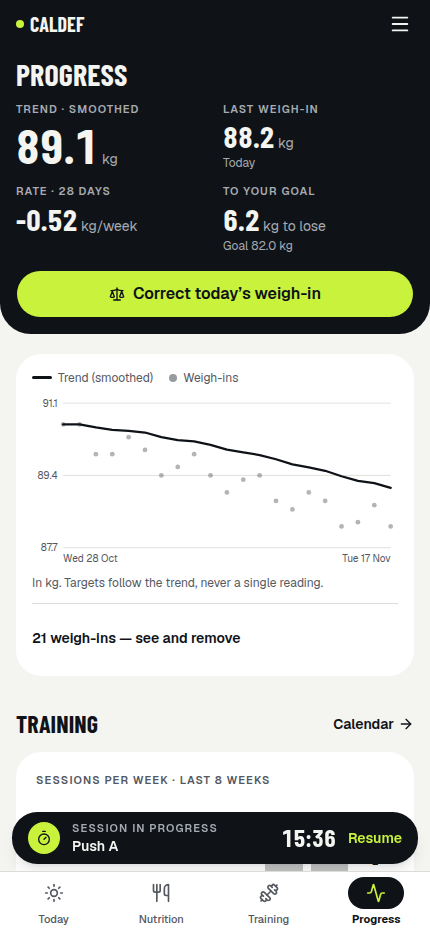 CALDEF
PROGRESS
TREND · SMOOTHED
89.1 kg
LAST WEIGH-IN
88.2 kg
Today
RATE · 28 DAYS
-0.52 kg/week
TO YOUR GOAL
6.2 kg to lose
Goal 82.0 kg
Correct today's weigh-in
Trend (smoothed)
Weigh-ins
91.1
89.4
87.7
Wed 28 Oct
Tue 17 Nov
In kg. Targets follow the trend, never a single reading.
21 weigh-ins — see and remove
TRAINING
Calendar →
SESSIONS PER WEEK · LAST 8 WEEKS
SESSION IN PROGRESS
Push A
15:36
Resume
Today
Nutrition
Training
Progress